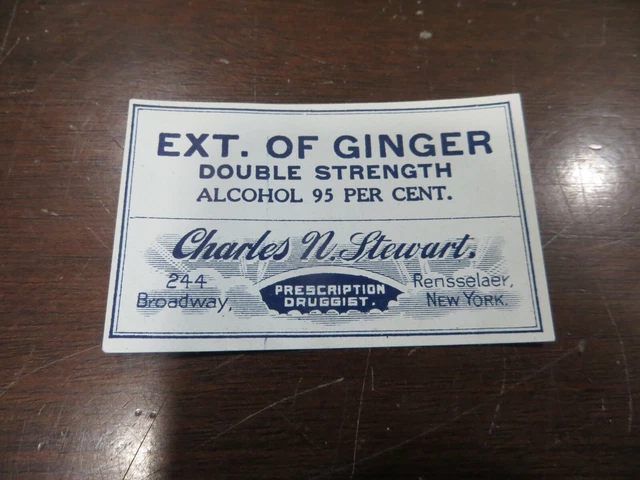 EXT. OF GINGER
DOUBLE STRENGTH
ALCOHOL 95 PER CENT.
Charles N. Stewart.
244
Broadway,
PRESCRIPTION
DRUGGIST.
Rensselaer,
NEW YORK.